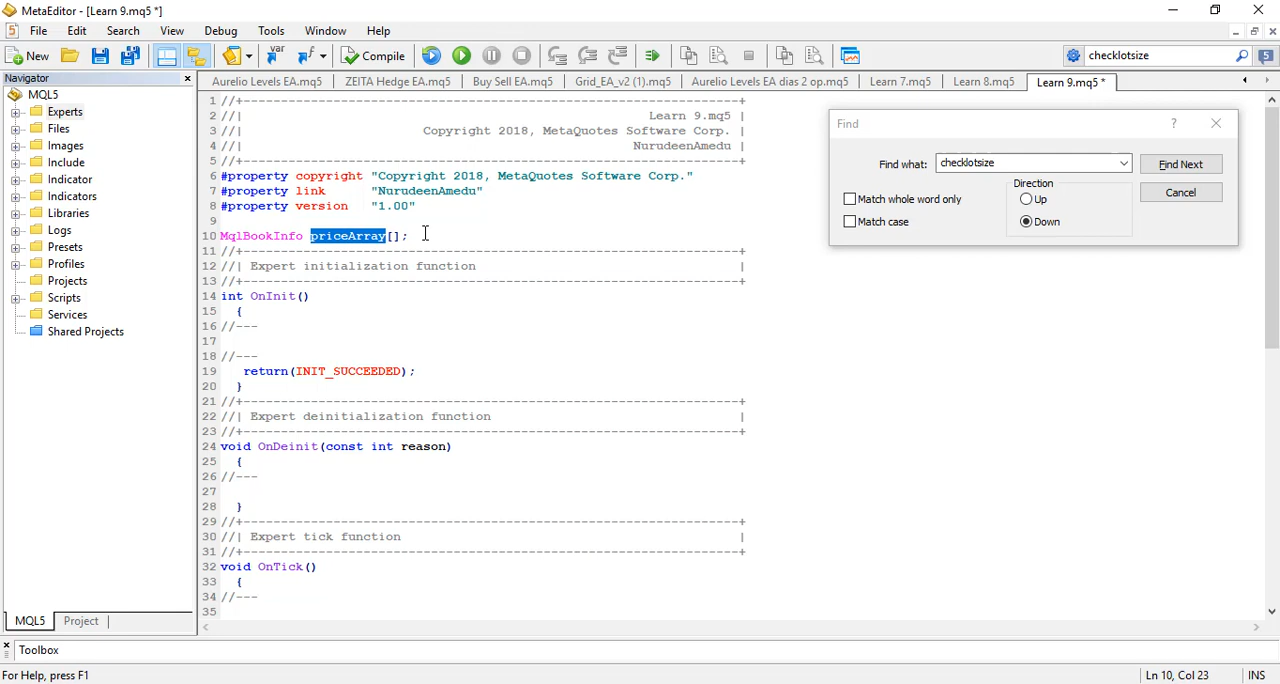 MetaEditor - [Learn 9.mq5 *]
File Edit Search View Debug Tools Window Help
New Compile checklotsize 5
Navigator
MQL5
Experts
Files
Images
Include
Indicator
Indicators
Libraries
Logs
Presets
Profiles
Projects
Scripts
Services
Shared Projects
MQL5 Project
Aurelio Levels EA.mq5 ZEITA Hedge EA.mq5 Buy Sell EA.mq5 Grid_EA_v2 (1).mq5 Aurelio Levels EA dias 2 op.mq5 Learn 7.mq5 Learn 8.mq5 Learn 9.mq5 *
1 //+------------------------------------------------------------------+
2 //| Learn 9.mq5 |
3 //| Copyright 2018, MetaQuotes Software Corp. |
4 //| NurudeenAmedu |
5 //+------------------------------------------------------------------+
6 #property copyright "Copyright 2018, MetaQuotes Software Corp."
7 #property link "NurudeenAmedu"
8 #property version "1.00"
9
10 MqlBookInfo priceArray[];
11 //+------------------------------------------------------------------+
12 //| Expert initialization function |
13 //+------------------------------------------------------------------+
14 int OnInit()
15 {
16 //---
17
18 //---
19 return(INIT_SUCCEEDED);
20 }
21 //+------------------------------------------------------------------+
22 //| Expert deinitialization function |
23 //+------------------------------------------------------------------+
24 void OnDeinit(const int reason)
25 {
26 //---
27
28 }
29 //+------------------------------------------------------------------+
30 //| Expert tick function |
31 //+------------------------------------------------------------------+
32 void OnTick()
33 {
34 //---
35
Find ?
Find what: checklotsize Find Next
Match whole word only
Match case
Direction
Up
Down
Cancel
Toolbox
For Help, press F1 Ln 10, Col 23 INS